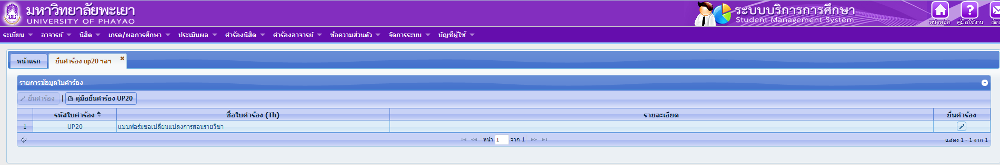 มหาวิทยาลัยพะเยา
UNIVERSITY OF PHAYAO
ระบบบริการการศึกษา
Student Management System
หน้าหลัก คู่มือใช้งาน
ระเบียน อาจารย์ นิสิต เกรด/ผลการศึกษา ประเมินผล คำร้องนิสิต คำร้องอาจารย์ ข้อความส่วนตัว จัดการระบบ บัญชีผู้ใช้
หน้าแรก ยื่นคำร้อง up20 ฯลฯ
รายการข้อมูลใบคำร้อง
ยื่นคำร้อง | คู่มือยื่นคำร้อง UP20
รหัสใบคำร้อง ชื่อใบคำร้อง (Th) รายละเอียด ยื่นคำร้อง
1 UP20 แบบฟอร์มขอเปลี่ยนแปลงการสอนรายวิชา
หน้า 1 จาก 1 แสดง 1 - 1 จาก 1